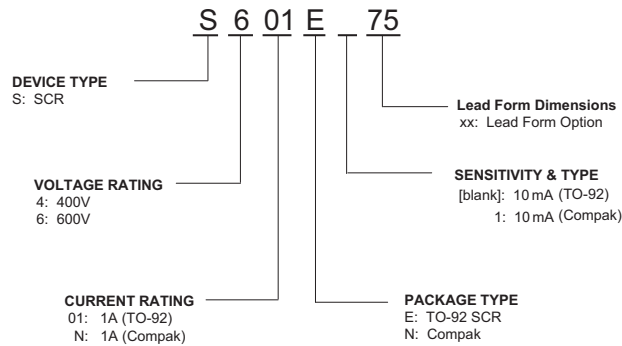 S 6 01 E _ 75
DEVICE TYPE
S: SCR
Lead Form Dimensions
xx: Lead Form Option
VOLTAGE RATING
4: 400V
6: 600V
SENSITIVITY & TYPE
[blank]: 10 mA (TO-92)
1: 10 mA (Compak)
CURRENT RATING
01: 1A (TO-92)
N: 1A (Compak)
PACKAGE TYPE
E: TO-92 SCR
N: Compak